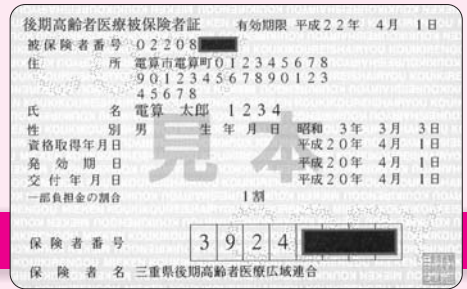 後期高齢者医療被保険者証 有効期限 平成22年 4月 1日
被保険者番号 02208
住所 電算市電算町012345678
901234567890123
45678
氏名 電算 太郎 1234
性別 男 生年月日 昭和 3年 3月 3日
資格取得年月日 平成20年 4月 1日
発効期日 平成20年 4月 1日
交付年月日 平成20年 4月 1日
一部負担金の割合 1割
見本
保険者番号 3924
保険者名 三重県後期高齢者医療広域連合